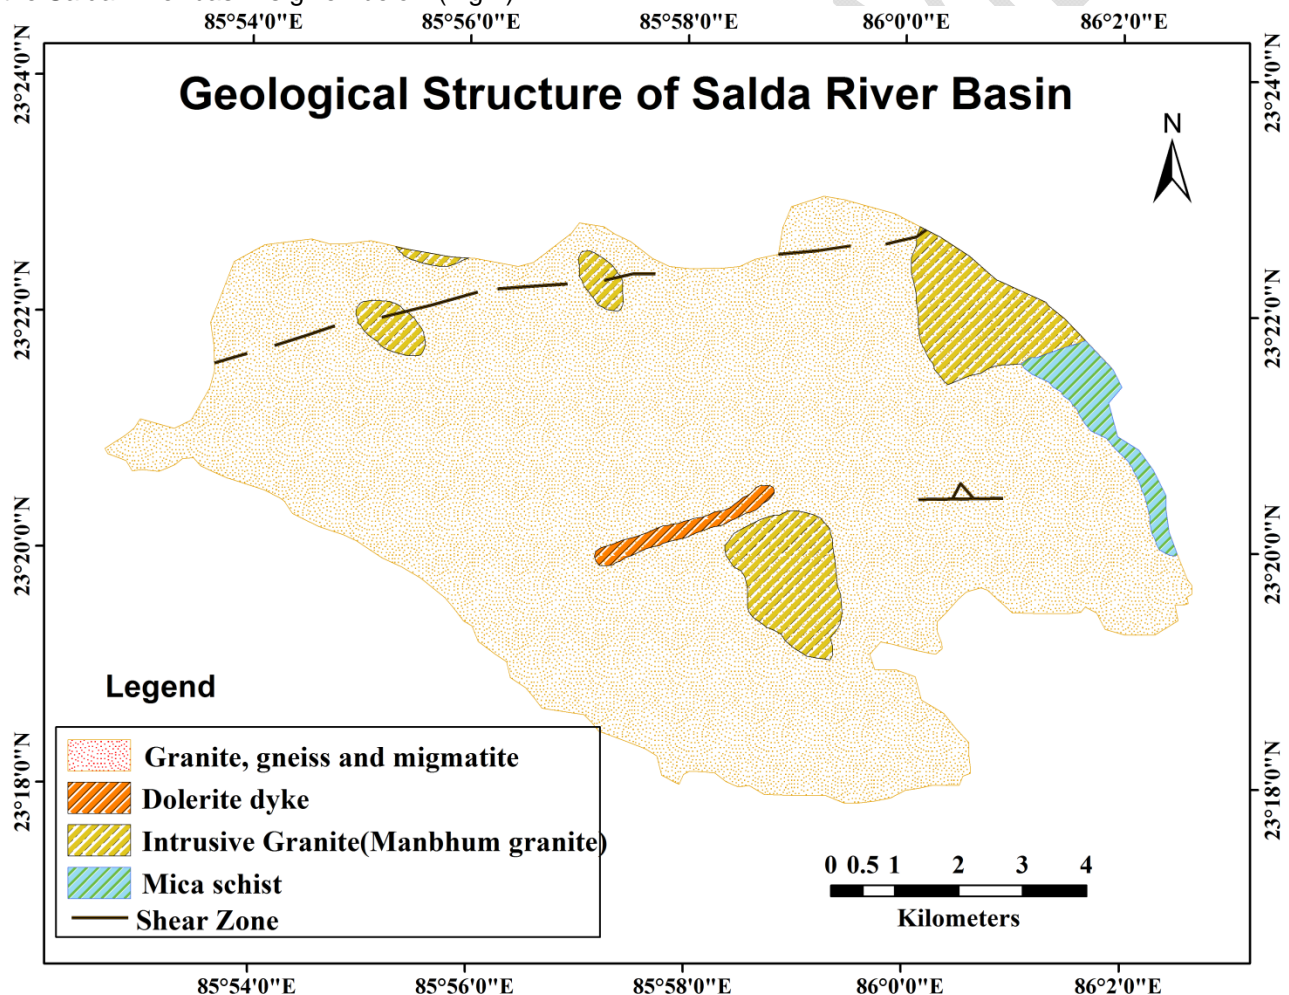 85°54'0"E 85°56'0"E 85°58'0"E 86°0'0"E 86°2'0"E
23°24'0"N 23°24'0"N
Geological Structure of Salda River Basin
N
23°22'0"N 23°22'0"N
23°20'0"N 23°20'0"N
Legend
23°18'0"N 23°18'0"N
Granite, gneiss and migmatite
Dolerite dyke
Intrusive Granite(Manbhum granite)
Mica schist
Shear Zone
0 0.5 1 2 3 4
Kilometers
85°54'0"E 85°56'0"E 85°58'0"E 86°0'0"E 86°2'0"E